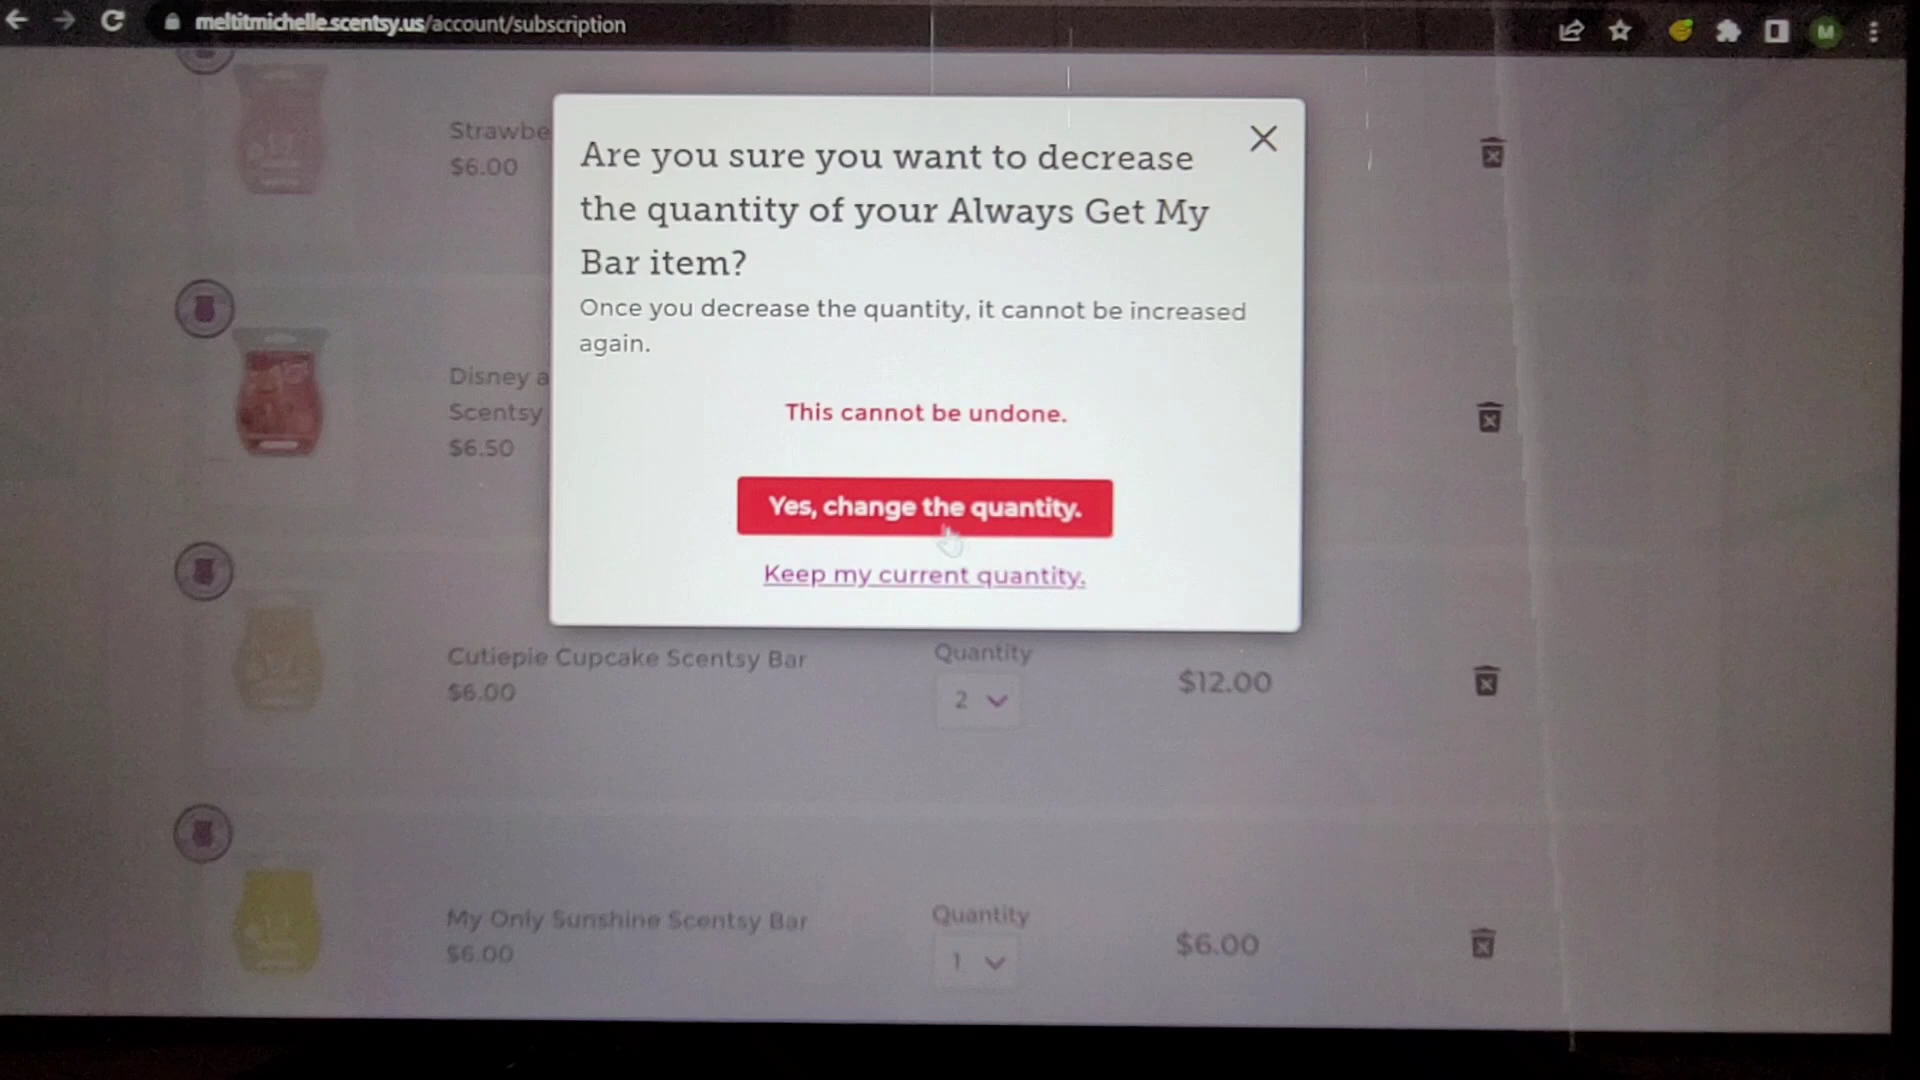 meltitmichelle.scentsy.us/account/subscription
M
Strawbe
$6.00
Are you sure you want to decrease
the quantity of your Always Get My
Bar item?
Once you decrease the quantity, it cannot be increased
again.
This cannot be undone.
Yes, change the quantity.
Keep my current quantity.
Disney a
Scentsy
$6.50
Cutiepie Cupcake Scentsy Bar
$6.00
Quantity
2
$12.00
My Only Sunshine Scentsy Bar
$6.00
Quantity
1
$6.00